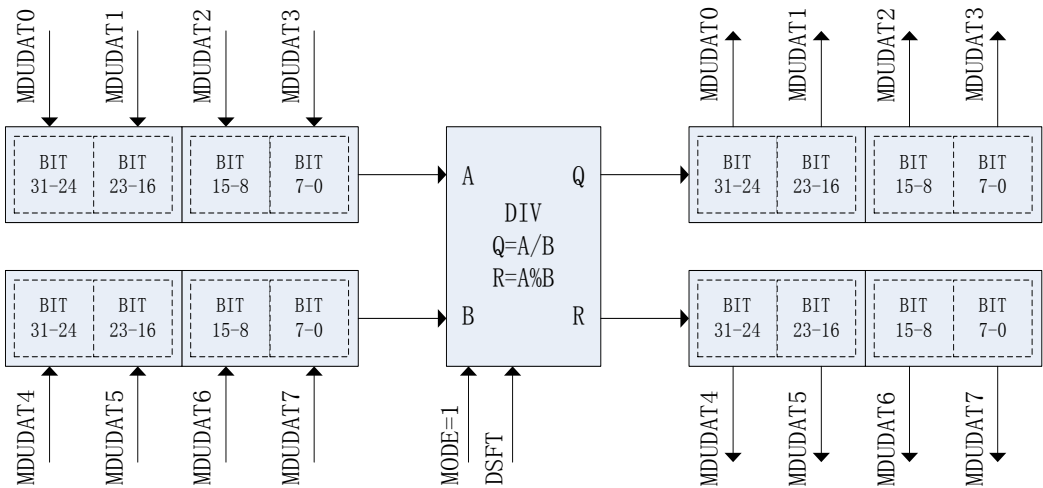 MDUDAT0
MDUDAT1
MDUDAT2
MDUDAT3
MDUDAT0
MDUDAT1
MDUDAT2
MDUDAT3
BIT
31-24
BIT
23-16
BIT
15-8
BIT
7-0
A
Q
DIV
Q=A/B
R=A%B
B
R
BIT
31-24
BIT
23-16
BIT
15-8
BIT
7-0
BIT
31-24
BIT
23-16
BIT
15-8
BIT
7-0
BIT
31-24
BIT
23-16
BIT
15-8
BIT
7-0
MDUDAT4
MDUDAT5
MDUDAT6
MDUDAT7
MODE=1
DSFT
MDUDAT4
MDUDAT5
MDUDAT6
MDUDAT7